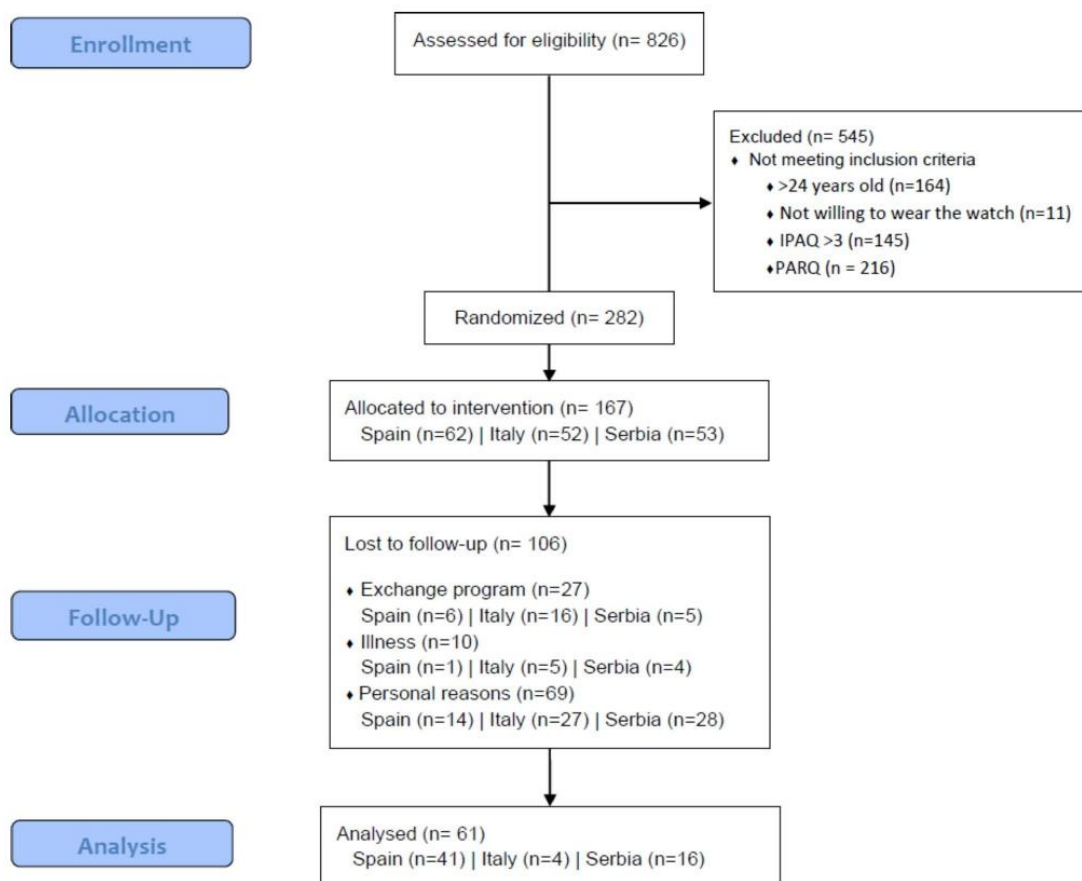 Enrollment
Assessed for eligibility (n= 826)
Excluded (n= 545)
♦ Not meeting inclusion criteria
♦ >24 years old (n=164)
♦ Not willing to wear the watch (n=11)
♦ IPAQ >3 (n=145)
♦PARQ (n = 216)
Randomized (n= 282)
Allocation
Allocated to intervention (n= 167)
Spain (n=62) | Italy (n=52) | Serbia (n=53)
Follow-Up
Lost to follow-up (n= 106)
♦ Exchange program (n=27)
Spain (n=6) | Italy (n=16) | Serbia (n=5)
♦ Illness (n=10)
Spain (n=1) | Italy (n=5) | Serbia (n=4)
♦ Personal reasons (n=69)
Spain (n=14) | Italy (n=27) | Serbia (n=28)
Analysis
Analysed (n= 61)
Spain (n=41) | Italy (n=4) | Serbia (n=16)